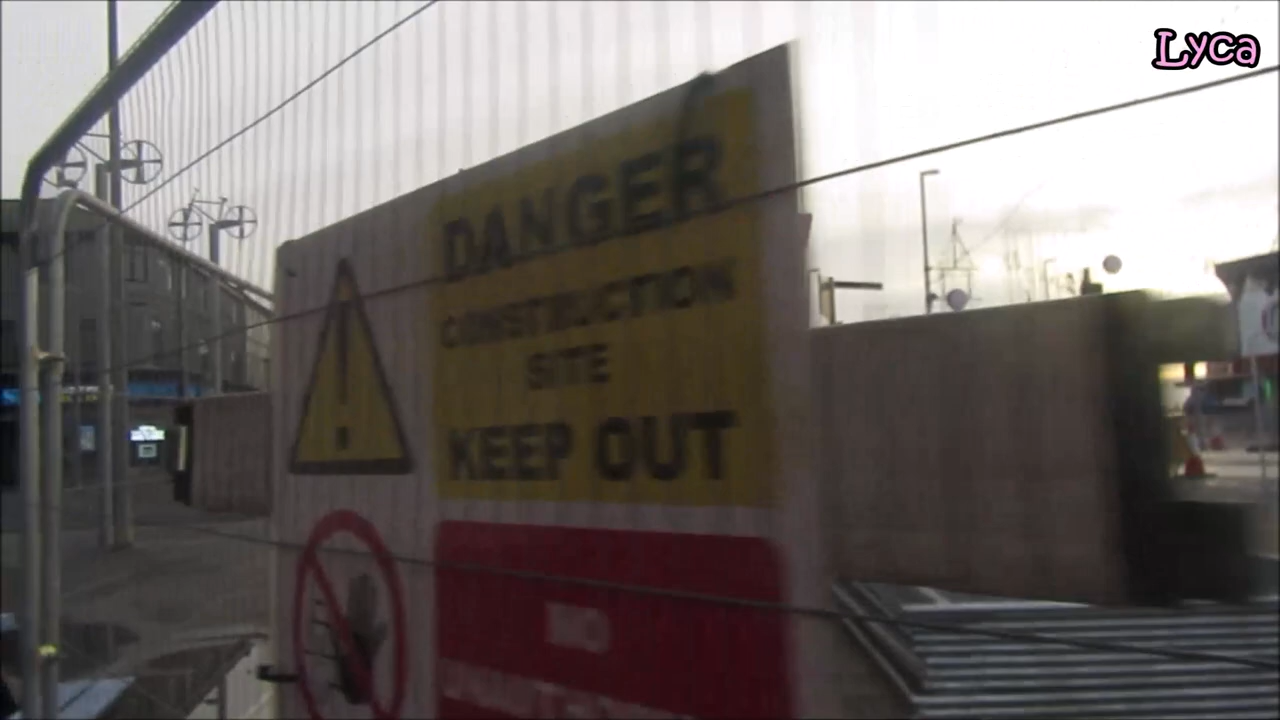 Lyca
DANGER
CONSTRUCTION
SITE
KEEP OUT
NO